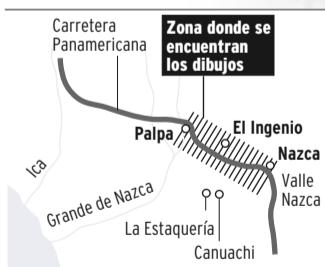 Carretera
Panamericana
Zona donde se
encuentran
los dibujos
Palpa
El Ingenio
Nazca
Valle
Nazca
Ica
Grande de Nazca
La Estaquería
Canuachi